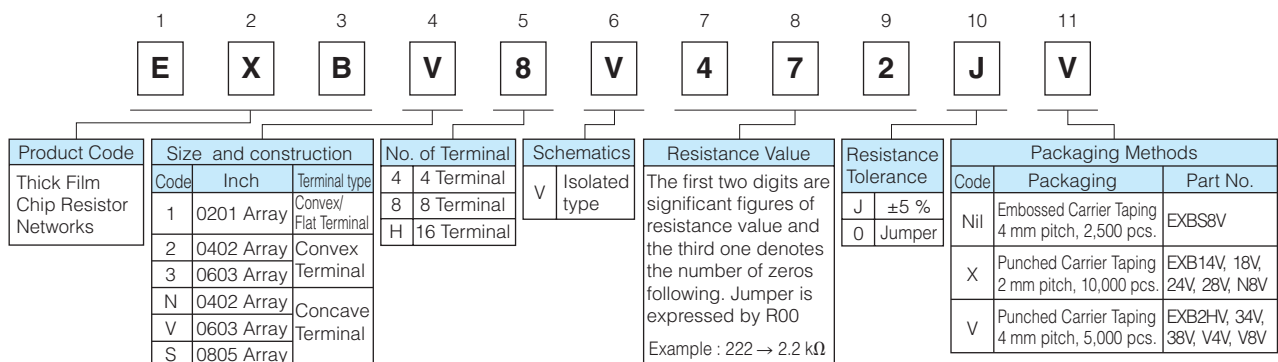 1 2 3 4 5 6 7 8 9 10 11
E X B V 8 V 4 7 2 J V
Product Code
Thick Film
Chip Resistor
Networks
Size and construction
Code Inch Terminal type
1 0201 Array Convex/
Flat Terminal
2 0402 Array Convex
3 0603 Array Terminal
N 0402 Array Concave
V 0603 Array Terminal
S 0805 Array
No. of Terminal
4 4 Terminal
8 8 Terminal
H 16 Terminal
Schematics
V Isolated
type
Resistance Value
The first two digits are
significant figures of
resistance value and
the third one denotes
the number of zeros
following. Jumper is
expressed by R00
Example : 222 → 2.2 kΩ
Resistance
Tolerance
J ±5 %
0 Jumper
Packaging Methods
Code Packaging Part No.
Nil Embossed Carrier Taping
4 mm pitch, 2,500 pcs. EXBS8V
X Punched Carrier Taping EXB14V, 18V,
2 mm pitch, 10,000 pcs. 24V, 28V, N8V
V Punched Carrier Taping EXB2HV, 34V,
4 mm pitch, 5,000 pcs. 38V, V4V, V8V